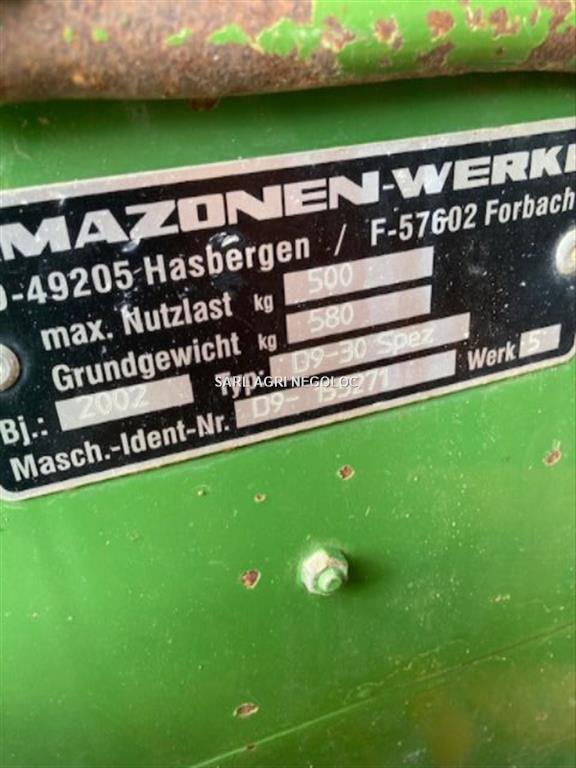 MAZONEN-WERK
D-49205 Hasbergen / F-57602 Forbach
max. Nutzlast kg 500
Grundgewicht kg 580
Bj.: 2002 Typ: D9-30 Spez Werk 5
Masch.-Ident-Nr. D9-
SARL AGRI NEGOLOC